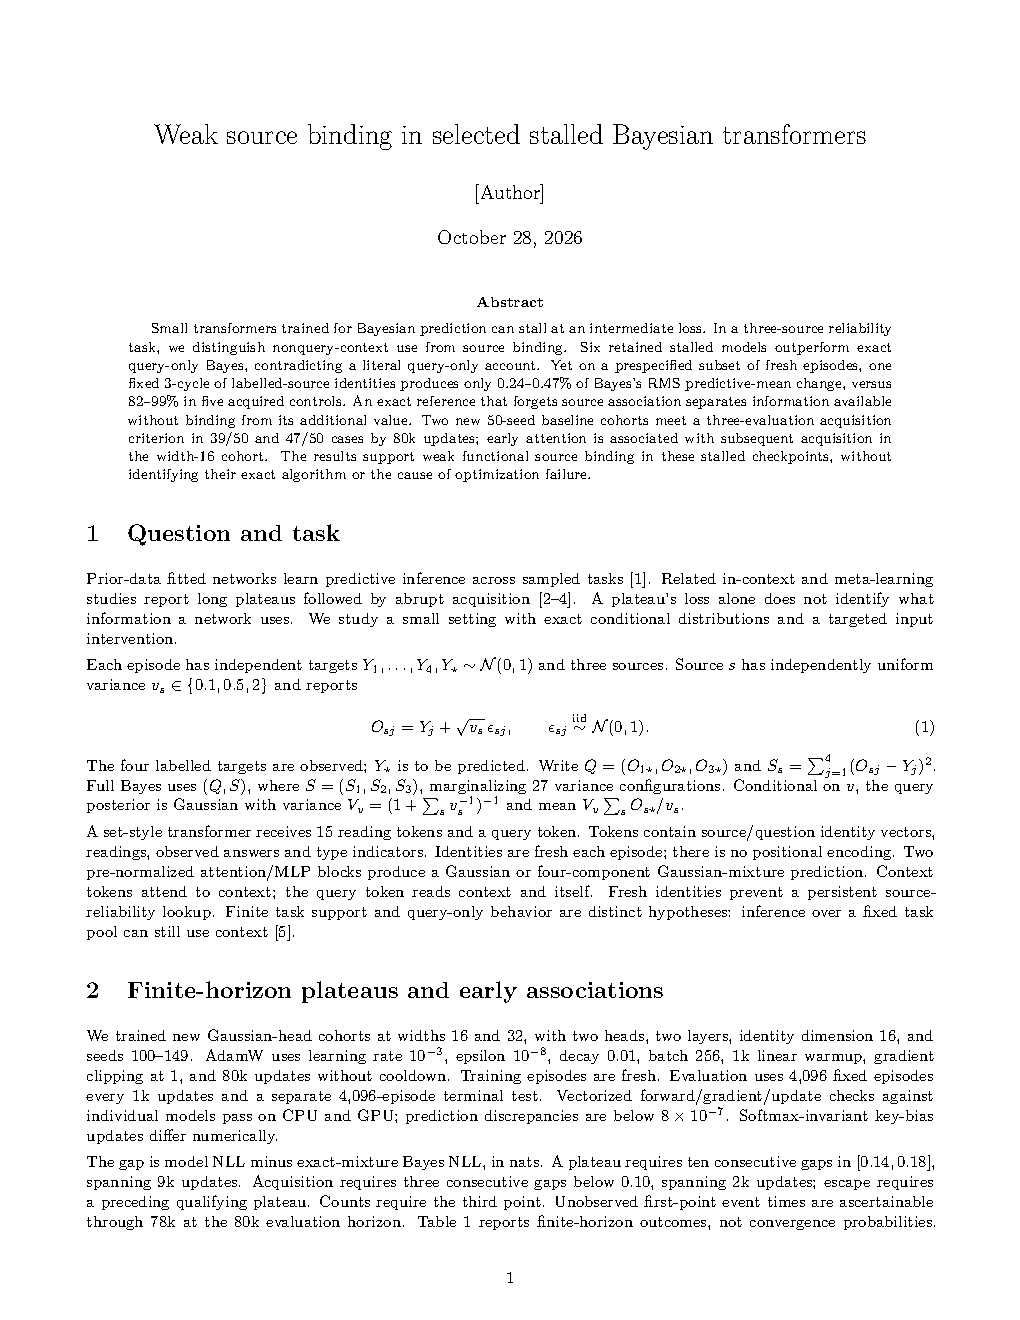 Weak source binding in selected stalled Bayesian transformers
[Author]
October 28, 2026
Abstract
Small transformers trained for Bayesian prediction can stall at an intermediate loss. In a three-source reliability
task, we distinguish nonquery-context use from source binding. Six retained stalled models outperform exact
query-only Bayes, contradicting a literal query-only account. Yet on a prespecified subset of fresh episodes, one
fixed 3-cycle of labelled-source identities produces only 0.24–0.47% of Bayes's RMS predictive-mean change, versus
82–99% in five acquired controls. An exact reference that forgets source association separates information available
without binding from its additional value. Two new 50-seed baseline cohorts meet a three-evaluation acquisition
criterion in 39/50 and 47/50 cases by 80k updates; early attention is associated with subsequent acquisition in
the width-16 cohort. The results support weak functional source binding in these stalled checkpoints, without
identifying their exact algorithm or the cause of optimization failure.
1 Question and task
Prior-data fitted networks learn predictive inference across sampled tasks [1]. Related in-context and meta-learning
studies report long plateaus followed by abrupt acquisition [2–4]. A plateau's loss alone does not identify what
information a network uses. We study a small setting with exact conditional distributions and a targeted input
intervention.
Each episode has independent targets Y₁, . . . , Y₄, Y⋆ ∼ 𝒩(0, 1) and three sources. Source s has independently uniform
variance vₛ ∈ {0.1, 0.5, 2} and reports
O_{sj} = Y_j + √v_s ϵ_{sj},   ϵ_{sj} iid∼ 𝒩(0, 1).   (1)
The four labelled targets are observed; Y⋆ is to be predicted. Write Q = (O_{1⋆}, O_{2⋆}, O_{3⋆}) and S_s = ∑_{j=1}^{4}(O_{sj} − Y_j)².
Full Bayes uses (Q, S), where S = (S₁, S₂, S₃), marginalizing 27 variance configurations. Conditional on v, the query
posterior is Gaussian with variance V_v = (1 + ∑_s v_s^{−1})^{−1} and mean V_v ∑_s O_{s⋆}/v_s.
A set-style transformer receives 15 reading tokens and a query token. Tokens contain source/question identity vectors,
readings, observed answers and type indicators. Identities are fresh each episode; there is no positional encoding. Two
pre-normalized attention/MLP blocks produce a Gaussian or four-component Gaussian-mixture prediction. Context
tokens attend to context; the query token reads context and itself. Fresh identities prevent a persistent source-
reliability lookup. Finite task support and query-only behavior are distinct hypotheses: inference over a fixed task
pool can still use context [5].
2 Finite-horizon plateaus and early associations
We trained new Gaussian-head cohorts at widths 16 and 32, with two heads, two layers, identity dimension 16, and
seeds 100–149. AdamW uses learning rate 10⁻³, epsilon 10⁻⁸, decay 0.01, batch 256, 1k linear warmup, gradient
clipping at 1, and 80k updates without cooldown. Training episodes are fresh. Evaluation uses 4,096 fixed episodes
every 1k updates and a separate 4,096-episode terminal test. Vectorized forward/gradient/update checks against
individual models pass on CPU and GPU; prediction discrepancies are below 8 × 10⁻⁷. Softmax-invariant key-bias
updates differ numerically.
The gap is model NLL minus exact-mixture Bayes NLL, in nats. A plateau requires ten consecutive gaps in [0.14, 0.18],
spanning 9k updates. Acquisition requires three consecutive gaps below 0.10, spanning 2k updates; escape requires
a preceding qualifying plateau. Counts require the third point. Unobserved first-point event times are ascertainable
through 78k at the 80k evaluation horizon. Table 1 reports finite-horizon outcomes, not convergence probabilities.
1